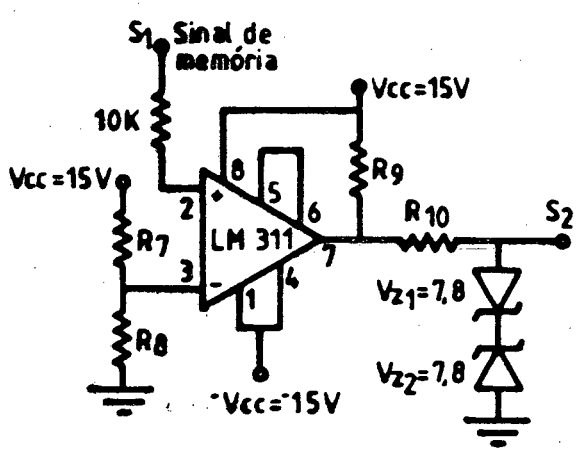 S1 Sinal de
memória
10K
Vcc=15V
Vcc=15V
8
5
6
R9
R10
S2
2
+
LM 311
7
R7
3
-
1
4
R8
VZ1=7,8
VZ2=7,8
-Vcc=-15V